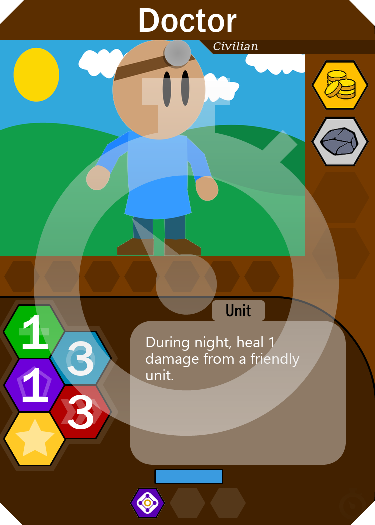 Doctor
Civilian
Unit
During night, heal 1
damage from a friendly
unit.
1
3
1
3